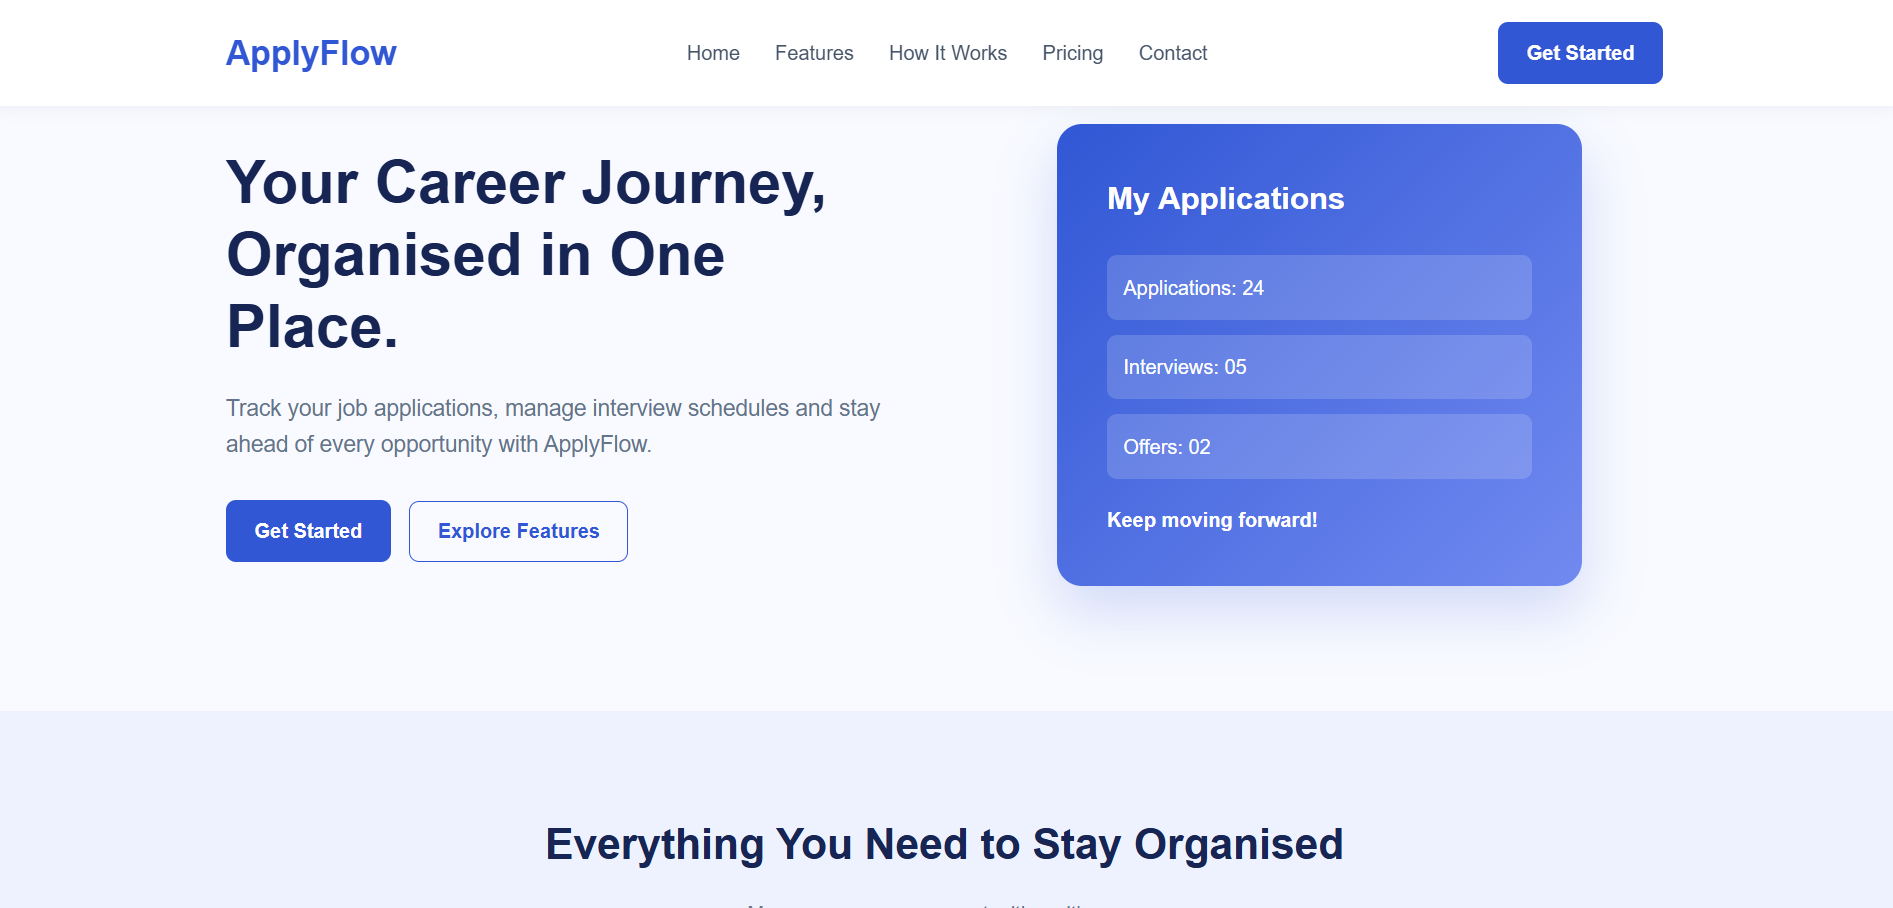 ApplyFlow
Home
Features
How It Works
Pricing
Contact
Get Started
Your Career Journey,
Organised in One
Place.
Track your job applications, manage interview schedules and stay
ahead of every opportunity with ApplyFlow.
Get Started
Explore Features
My Applications
Applications: 24
Interviews: 05
Offers: 02
Keep moving forward!
Everything You Need to Stay Organised